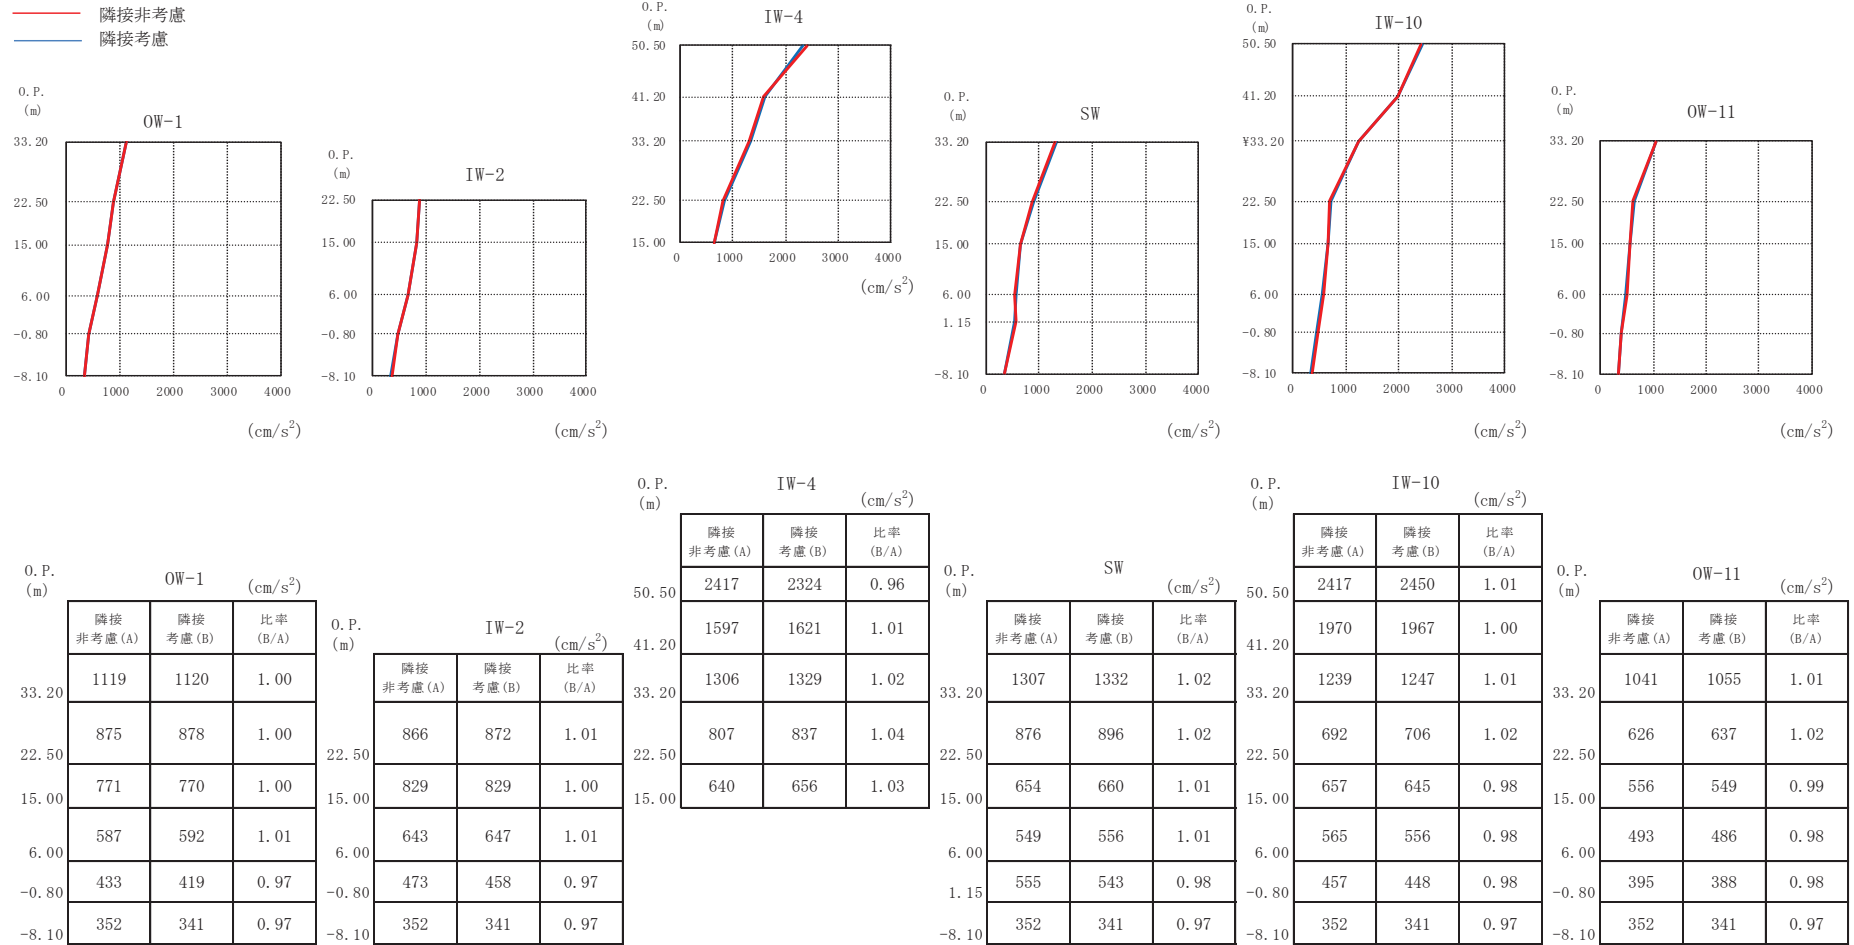 隣接非考慮
隣接考慮
O.P.
(m)
OW-1
33.20
22.50
15.00
6.00
-0.80
-8.10
0 1000 2000 3000 4000
(cm/s²)
O.P.
(m)
IW-2
22.50
15.00
6.00
-0.80
-8.10
0 1000 2000 3000 4000
(cm/s²)
O.P.
(m)
IW-4
50.50
41.20
33.20
22.50
15.00
0 1000 2000 3000 4000
(cm/s²)
O.P.
(m)
SW
33.20
22.50
15.00
6.00
1.15
-8.10
0 1000 2000 3000 4000
(cm/s²)
O.P.
(m)
IW-10
50.50
41.20
¥33.20
22.50
15.00
6.00
-0.80
-8.10
0 1000 2000 3000 4000
(cm/s²)
O.P.
(m)
OW-11
33.20
22.50
15.00
6.00
-0.80
-8.10
0 1000 2000 3000 4000
(cm/s²)
O.P.
(m)
OW-1 (cm/s²)
隣接 隣接 比率
非考慮(A) 考慮(B) (B/A)
33.20 1119 1120 1.00
22.50 875 878 1.00
15.00 771 770 1.00
6.00 587 592 1.01
-0.80 433 419 0.97
-8.10 352 341 0.97
O.P.
(m)
IW-2 (cm/s²)
隣接 隣接 比率
非考慮(A) 考慮(B) (B/A)
22.50 866 872 1.01
15.00 829 829 1.00
6.00 643 647 1.01
-0.80 473 458 0.97
-8.10 352 341 0.97
O.P.
(m)
IW-4 (cm/s²)
隣接 隣接 比率
非考慮(A) 考慮(B) (B/A)
50.50 2417 2324 0.96
41.20 1597 1621 1.01
33.20 1306 1329 1.02
22.50 807 837 1.04
15.00 640 656 1.03
O.P.
(m)
SW (cm/s²)
隣接 隣接 比率
非考慮(A) 考慮(B) (B/A)
33.20 1307 1332 1.02
22.50 876 896 1.02
15.00 654 660 1.01
6.00 549 556 1.01
1.15 555 543 0.98
-8.10 352 341 0.97
O.P.
(m)
IW-10 (cm/s²)
隣接 隣接 比率
非考慮(A) 考慮(B) (B/A)
50.50 2417 2450 1.01
41.20 1970 1967 1.00
33.20 1239 1247 1.01
22.50 692 706 1.02
15.00 657 645 0.98
6.00 565 556 0.98
-0.80 457 448 0.98
-8.10 352 341 0.97
O.P.
(m)
OW-11 (cm/s²)
隣接 隣接 比率
非考慮(A) 考慮(B) (B/A)
33.20 1041 1055 1.01
22.50 626 637 1.02
15.00 556 549 0.99
6.00 493 486 0.98
-0.80 395 388 0.98
-8.10 352 341 0.97